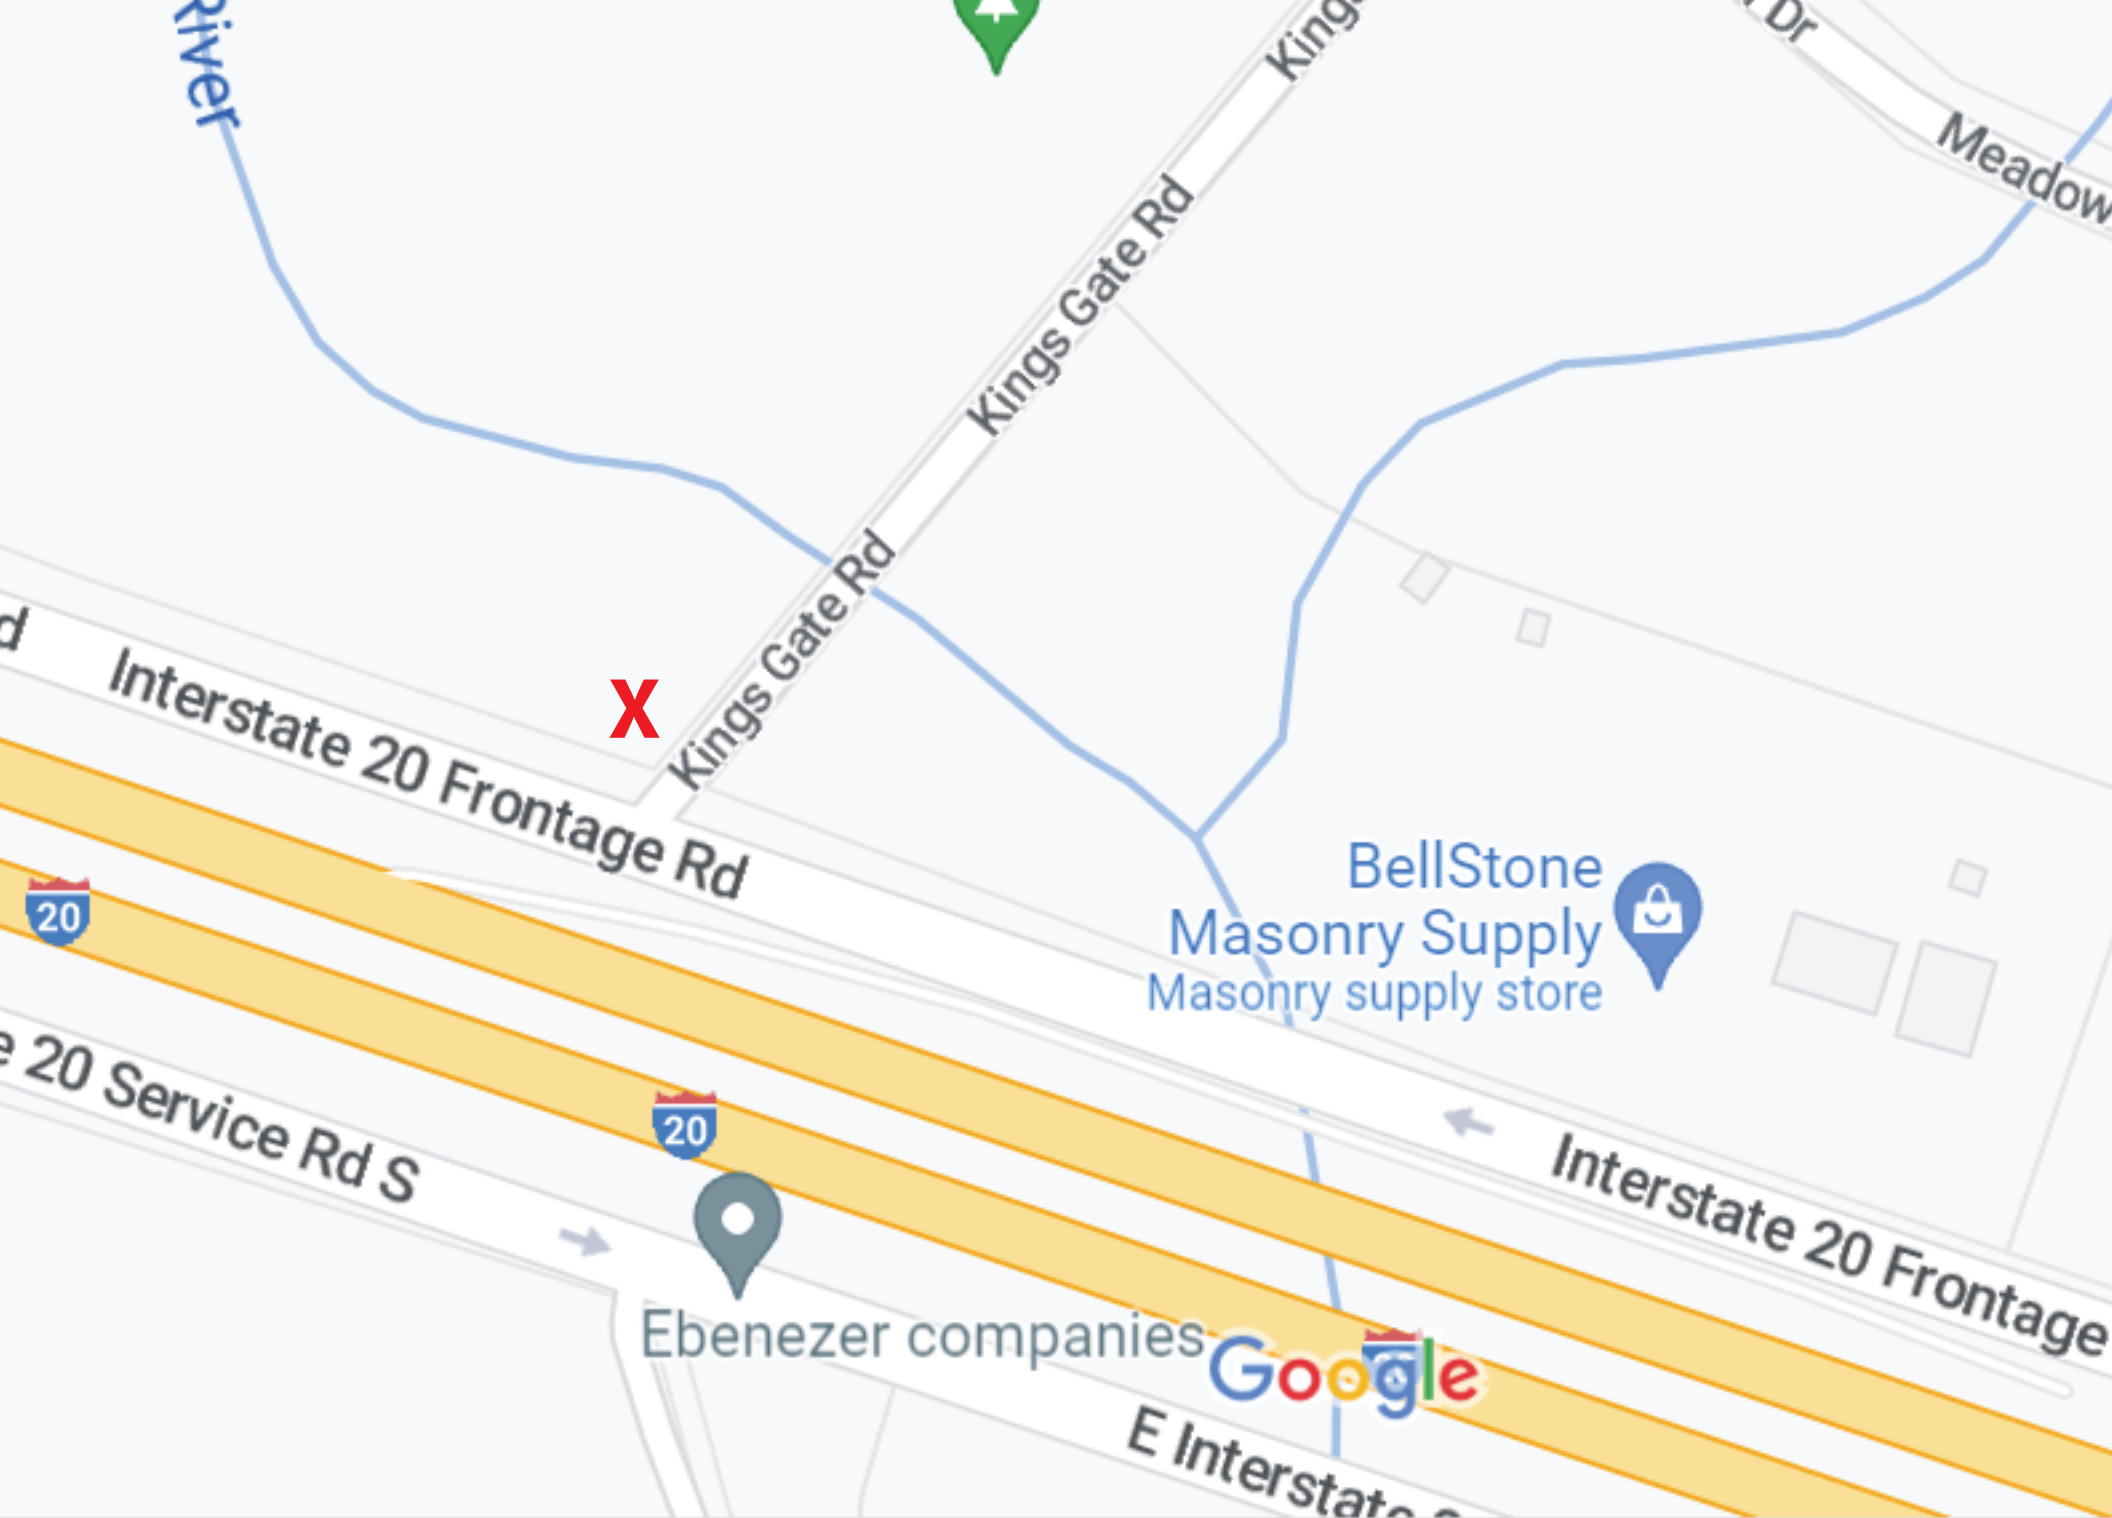 River
Kings
Dr
Meadow
Kings Gate Rd
Kings Gate Rd
X
Interstate 20 Frontage Rd
BellStone
Masonry Supply
Masonry supply store
20
20
e 20 Service Rd S
Interstate 20 Frontage
Ebenezer companies
Google
E Interstate